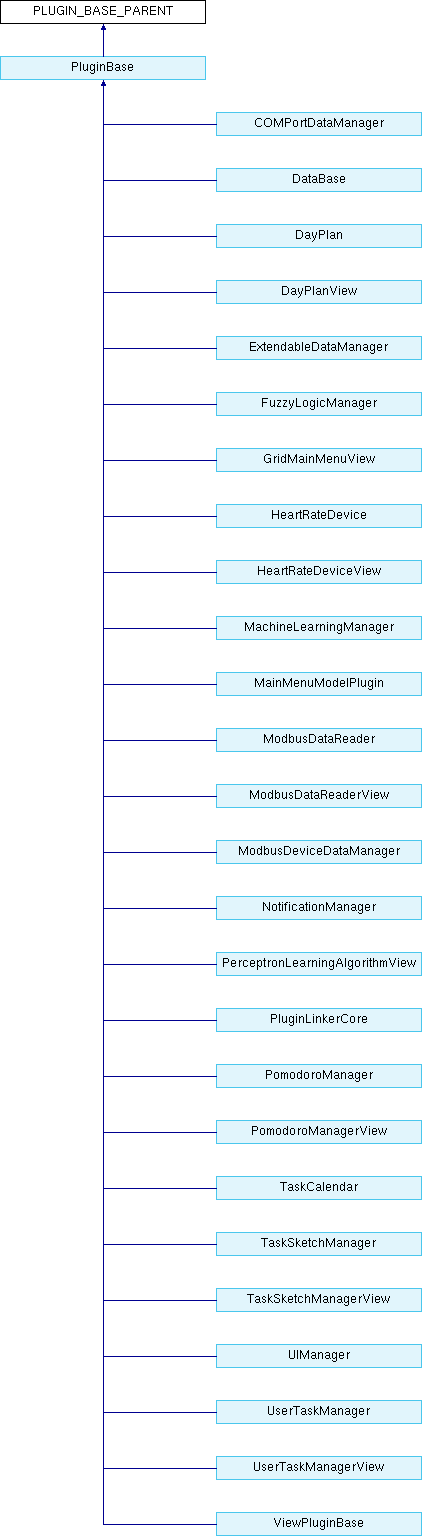 PLUGIN_BASE_PARENT
PluginBase
COMPortDataManager
DataBase
DayPlan
DayPlanView
ExtendableDataManager
FuzzyLogicManager
GridMainMenuView
HeartRateDevice
HeartRateDeviceView
MachineLearningManager
MainMenuModelPlugin
ModbusDataReader
ModbusDataReaderView
ModbusDeviceDataManager
NotificationManager
PerceptronLearningAlgorithmView
PluginLinkerCore
PomodoroManager
PomodoroManagerView
TaskCalendar
TaskSketchManager
TaskSketchManagerView
UIManager
UserTaskManager
UserTaskManagerView
ViewPluginBase